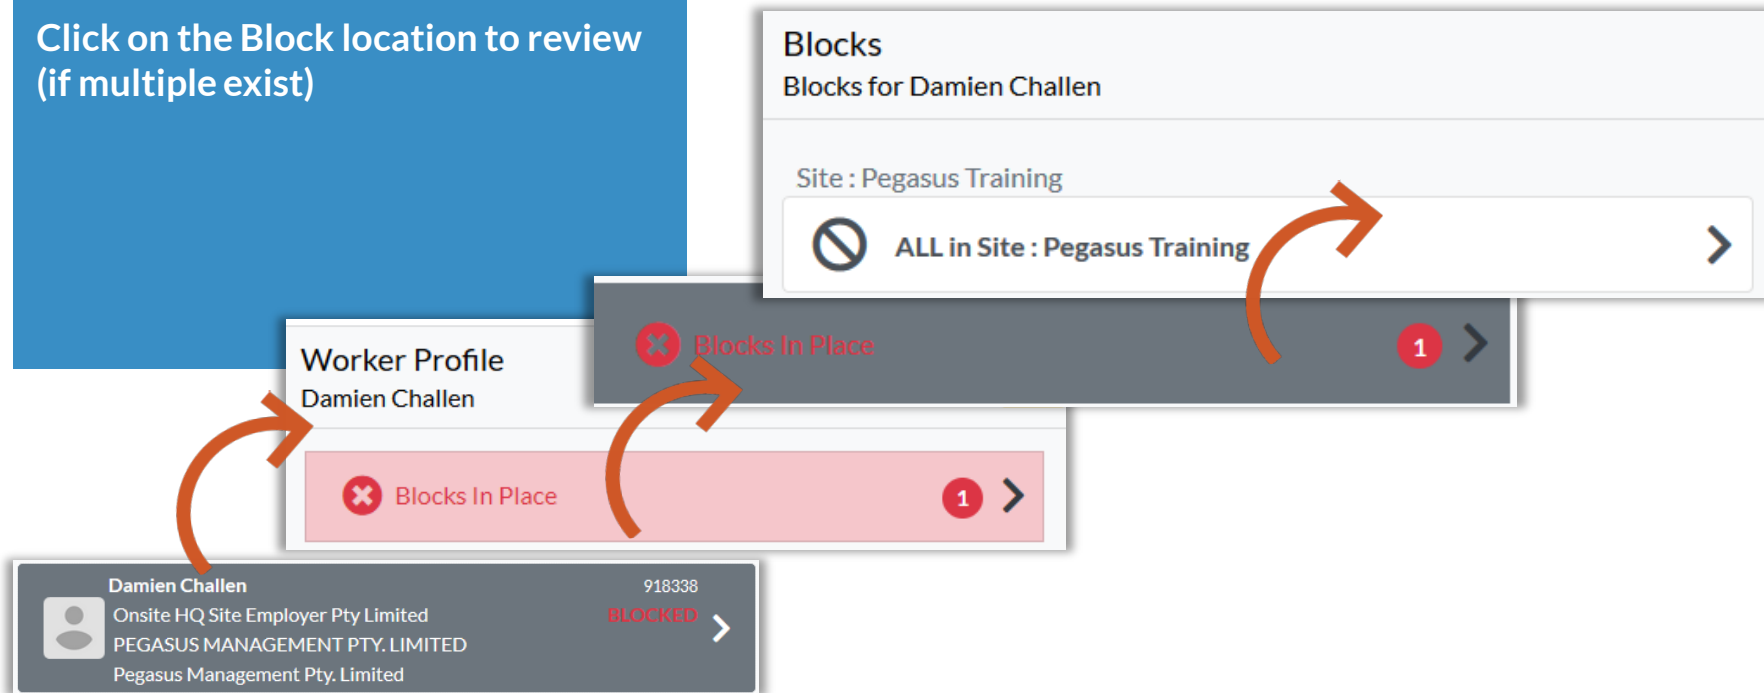 Click on the Block location to review
(if multiple exist)
Blocks
Blocks for Damien Challen
Site : Pegasus Training
ALL in Site : Pegasus Training
Blocks In Place
1
Worker Profile
Damien Challen
Blocks In Place
1
Damien Challen
918338
Onsite HQ Site Employer Pty Limited
BLOCKED
PEGASUS MANAGEMENT PTY. LIMITED
Pegasus Management Pty. Limited